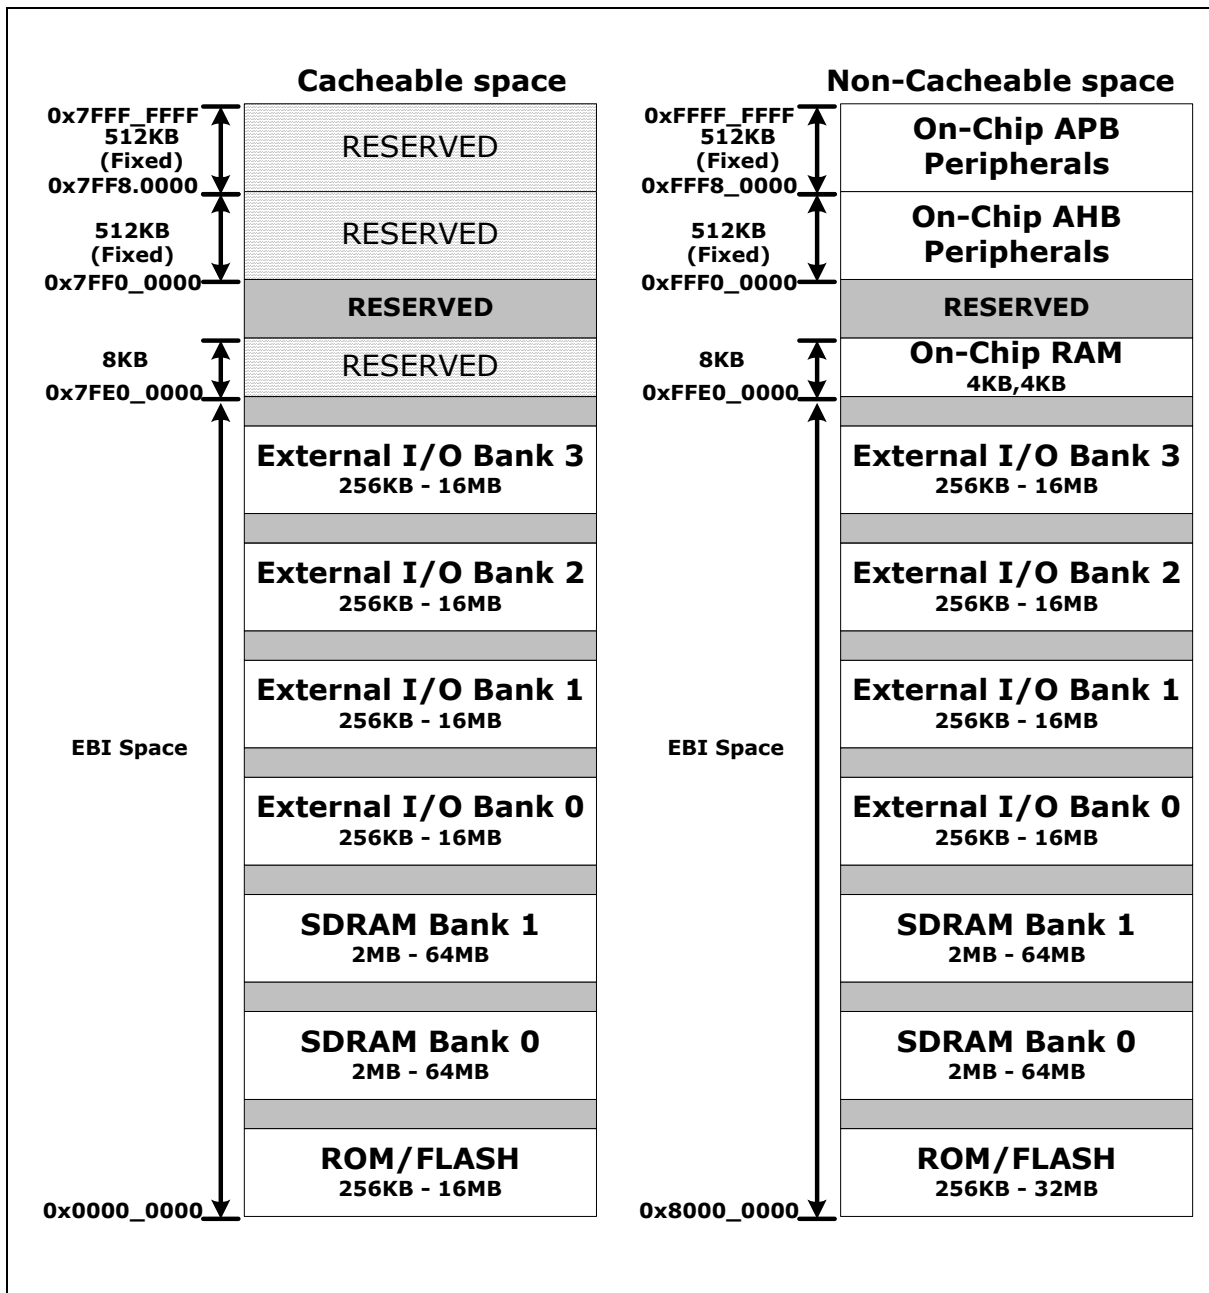 Cacheable space
0x7FFF_FFFF
512KB
(Fixed)
0x7FF8.0000
512KB
(Fixed)
0x7FF0_0000
8KB
0x7FE0_0000
EBI Space
0x0000_0000
RESERVED
RESERVED
RESERVED
RESERVED
External I/O Bank 3
256KB - 16MB
External I/O Bank 2
256KB - 16MB
External I/O Bank 1
256KB - 16MB
External I/O Bank 0
256KB - 16MB
SDRAM Bank 1
2MB - 64MB
SDRAM Bank 0
2MB - 64MB
ROM/FLASH
256KB - 16MB
Non-Cacheable space
0xFFFF_FFFF
512KB
(Fixed)
0xFFF8_0000
512KB
(Fixed)
0xFFF0_0000
8KB
0xFFE0_0000
EBI Space
0x8000_0000
On-Chip APB
Peripherals
On-Chip AHB
Peripherals
RESERVED
On-Chip RAM
4KB,4KB
External I/O Bank 3
256KB - 16MB
External I/O Bank 2
256KB - 16MB
External I/O Bank 1
256KB - 16MB
External I/O Bank 0
256KB - 16MB
SDRAM Bank 1
2MB - 64MB
SDRAM Bank 0
2MB - 64MB
ROM/FLASH
256KB - 32MB